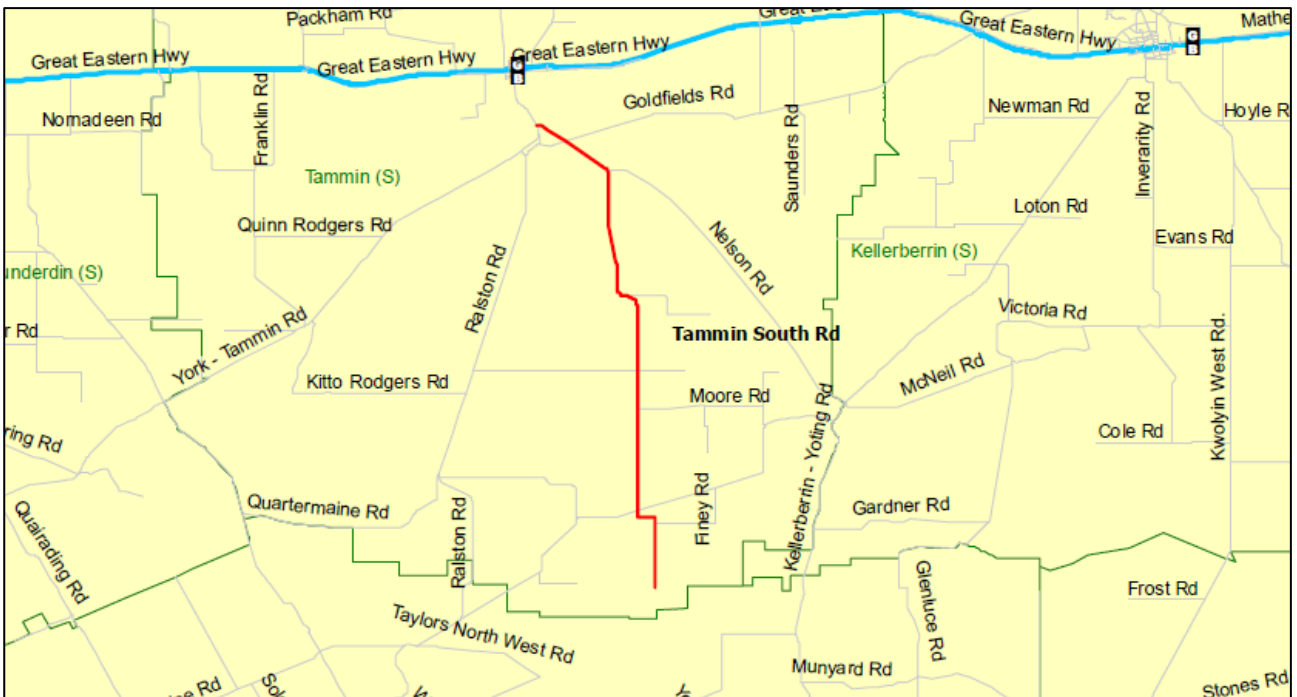 Packham Rd
Great Eastern Hwy
Mathe
Great Eastern Hwy
Great Eastern Hwy
Great Eastern Hwy
Franklin Rd
Goldfields Rd
Newman Rd
Inverarity Rd
Hoyle R
Nomadeen Rd
Saunders Rd
Tammin (S)
Quinn Rodgers Rd
Loton Rd
Evans Rd
Nelson Rd
Kellerberrin (S)
underdin (S)
Ralston Rd
Victoria Rd
r Rd
York - Tammin Rd
Tammin South Rd
Kitto Rodgers Rd
Moore Rd
McNeil Rd
Kwolyin West Rd.
ring Rd
Cole Rd
Kellerberrin - Yoting Rd
Quartermaine Rd
Finey Rd
Gardner Rd
Quairading Rd
Ralston Rd
Glenluce Rd
Frost Rd
Taylors North West Rd
Munyard Rd
Stones Rd